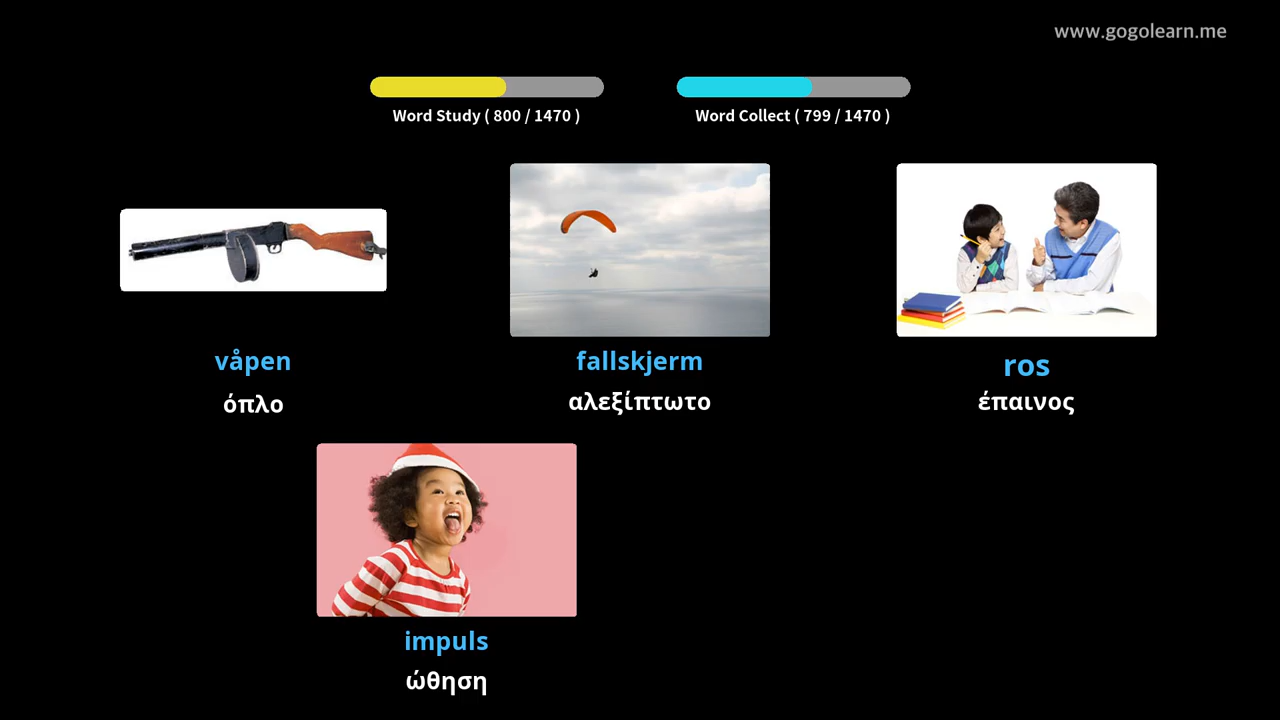 www.gogolearn.me
Word Study ( 800 / 1470 )
Word Collect ( 799 / 1470 )
våpen
όπλο
fallskjerm
αλεξίπτωτο
ros
έπαινος
impuls
ώθηση